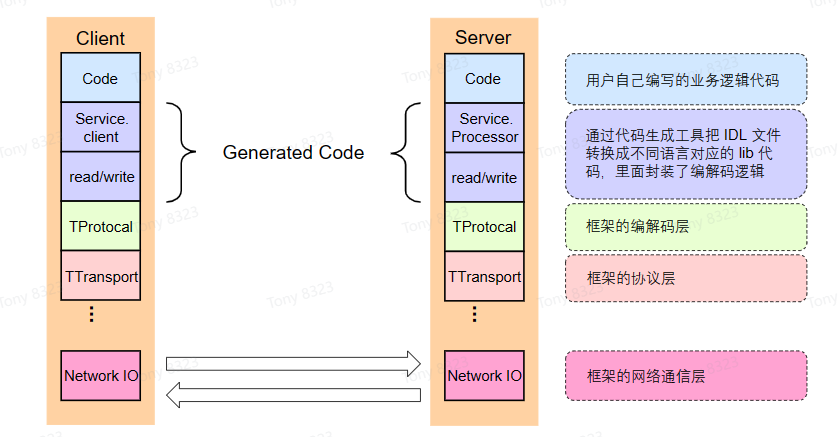 Client
Server
Code
Code
用户自己编写的业务逻辑代码
Service.
client
Generated Code
Service.
Processor
通过代码生成工具把 IDL 文件
转换成不同语言对应的 lib 代
码，里面封装了编解码逻辑
read/write
read/write
TProtocal
TProtocal
框架的编解码层
TTransport
TTransport
框架的协议层
Network IO
Network IO
框架的网络通信层
Tony 8323